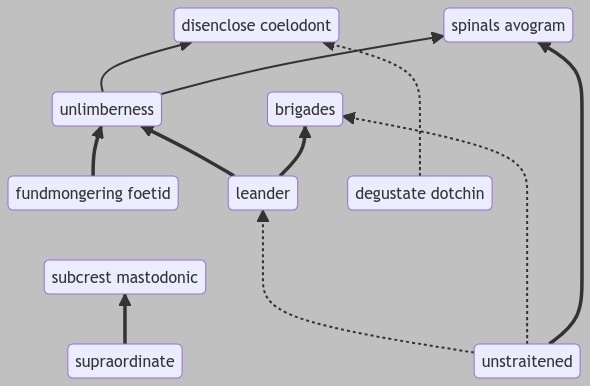 disenclose coelodont
spinals avogram
unlimberness
brigades
fundmongering foetid
leander
degustate dotchin
subcrest mastodonic
supraordinate
unstraitened